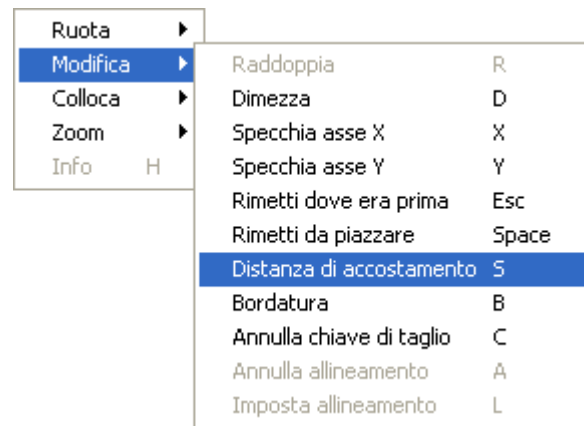 Ruota
Modifica
Colloca
Zoom
Info H
Raddoppia R
Dimezza D
Specchia asse X X
Specchia asse Y Y
Rimetti dove era prima Esc
Rimetti da piazzare Space
Distanza di accostamento S
Bordatura B
Annulla chiave di taglio C
Annulla allineamento A
Imposta allineamento L